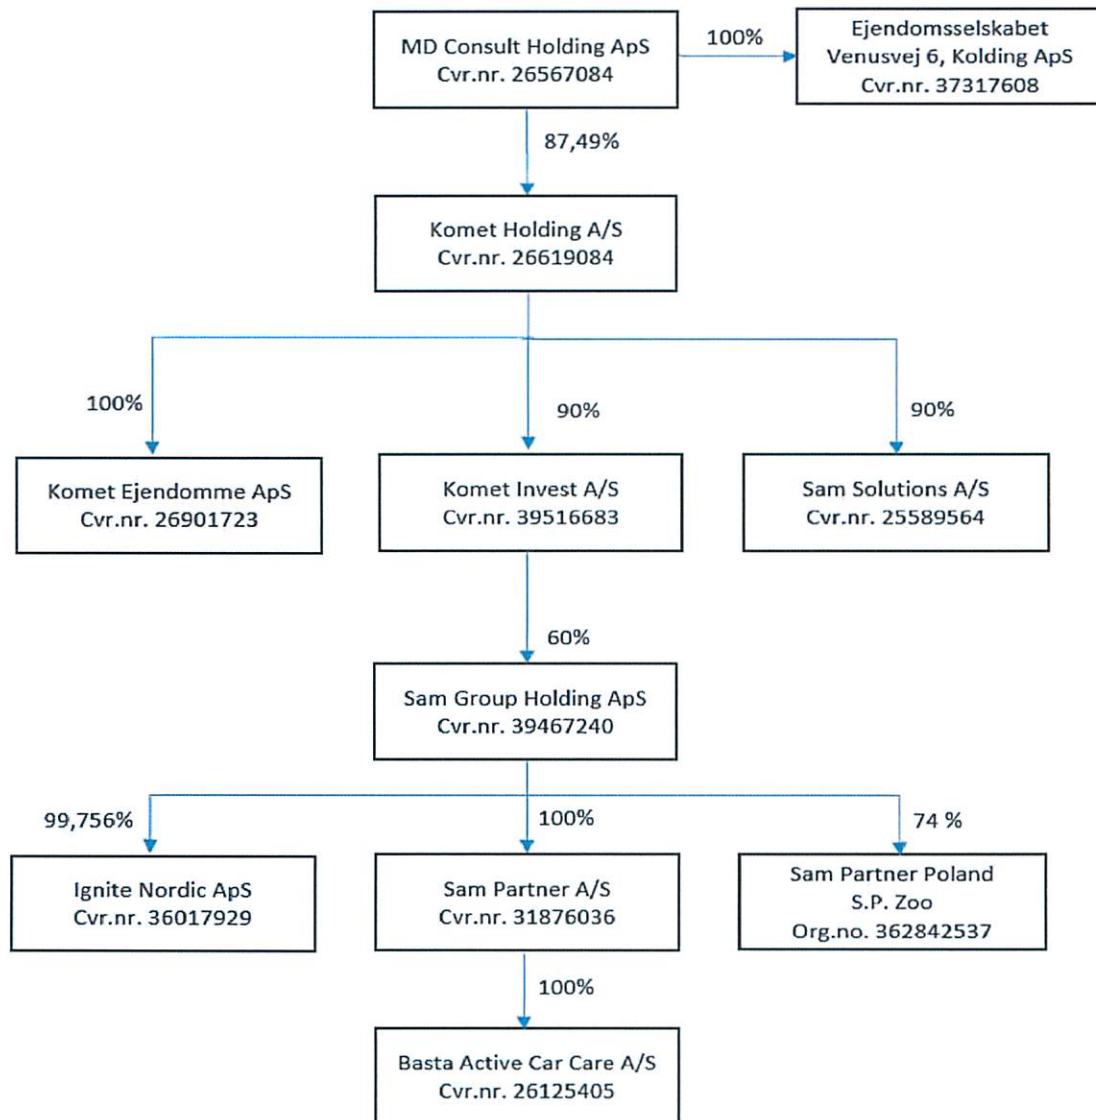 MD Consult Holding ApS
Cvr.nr. 26567084
100%
Ejendomsselskabet
Venusvej 6, Kolding ApS
Cvr.nr. 37317608
87,49%
Komet Holding A/S
Cvr.nr. 26619084
100%
90%
90%
Komet Ejendomme ApS
Cvr.nr. 26901723
Komet Invest A/S
Cvr.nr. 39516683
Sam Solutions A/S
Cvr.nr. 25589564
60%
Sam Group Holding ApS
Cvr.nr. 39467240
99,756%
100%
74 %
Ignite Nordic ApS
Cvr.nr. 36017929
Sam Partner A/S
Cvr.nr. 31876036
Sam Partner Poland
S.P. Zoo
Org.no. 362842537
100%
Basta Active Car Care A/S
Cvr.nr. 26125405